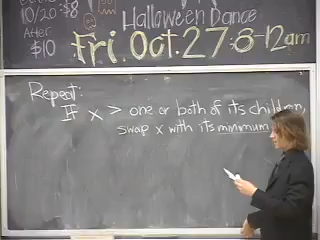 10/20: $8
After
$10
Halloween Dance
Fri. Oct. 27 8-12am
Repeat:
If x > one or both of its children,
swap x with its minimum